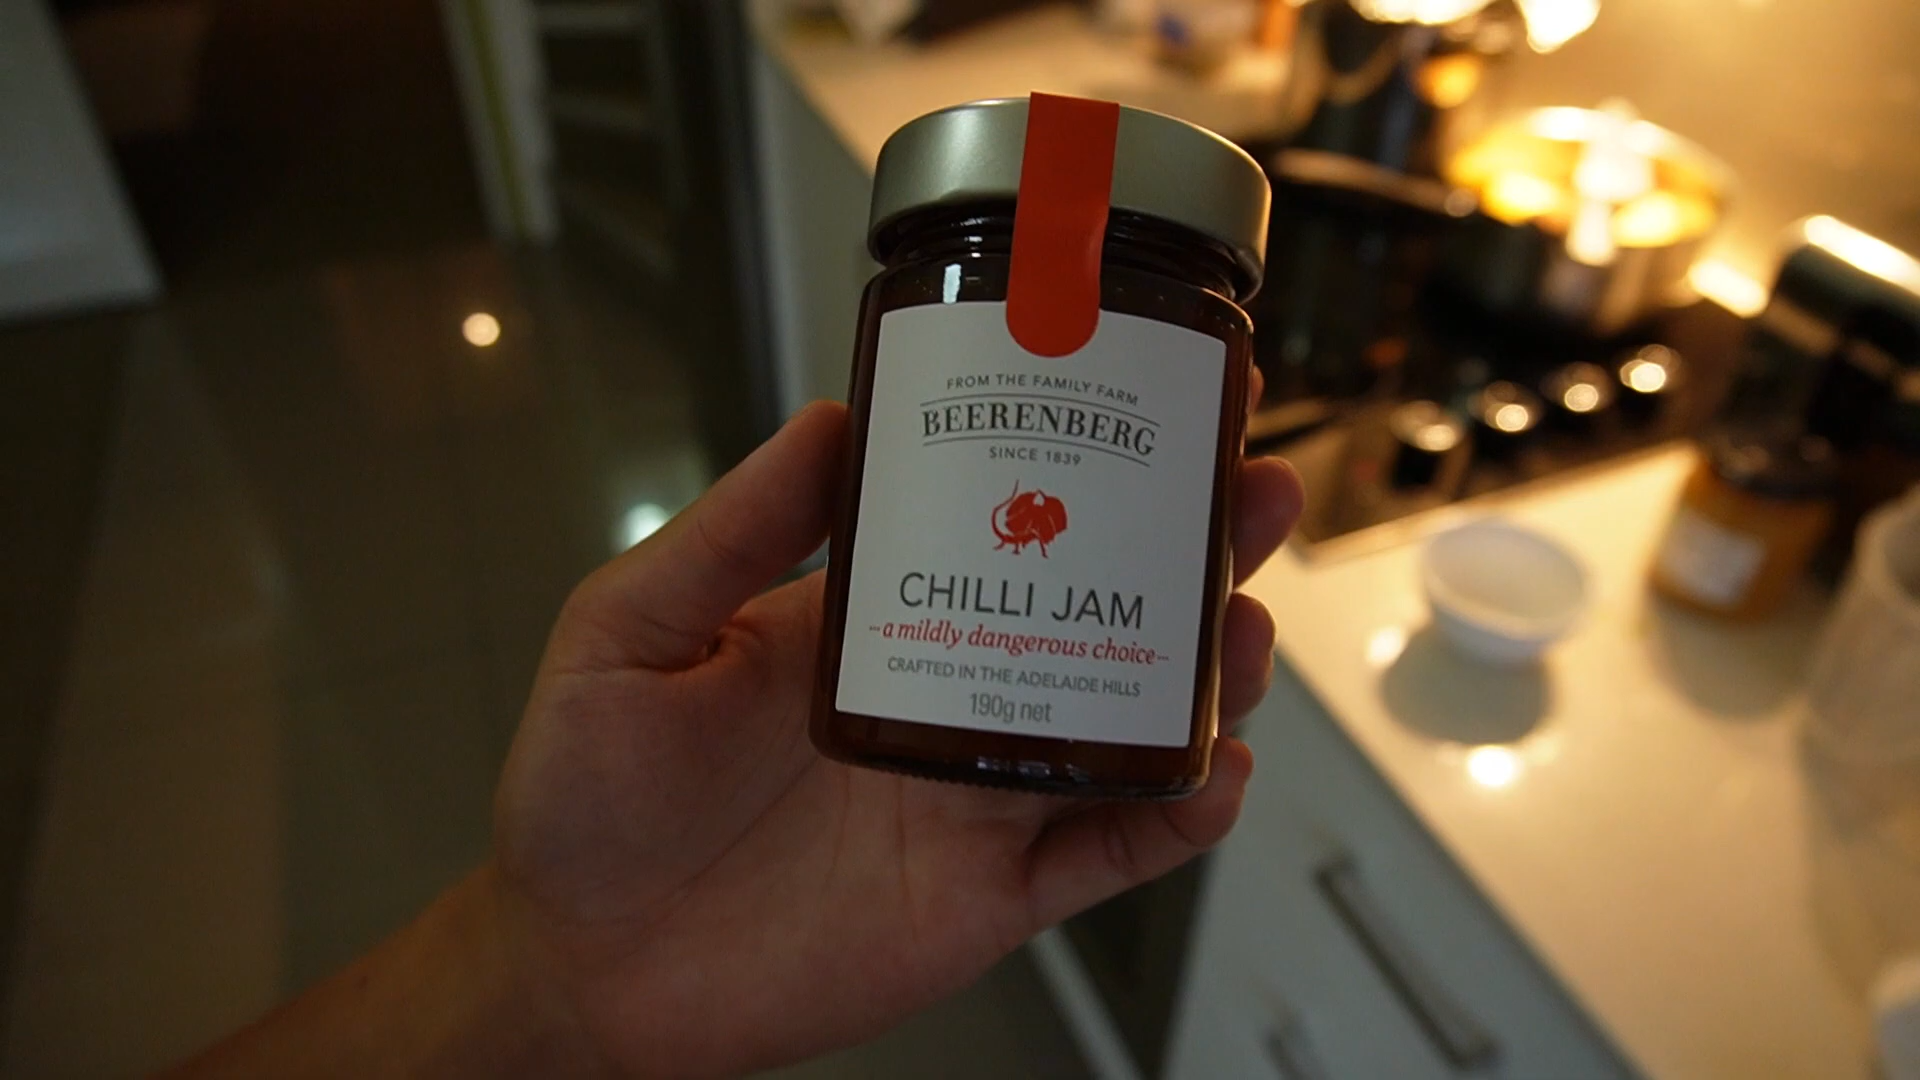 FROM THE FAMILY FARM
BEERENBERG
SINCE 1839
CHILLI JAM
...a mildly dangerous choice...
CRAFTED IN THE ADELAIDE HILLS
190g net